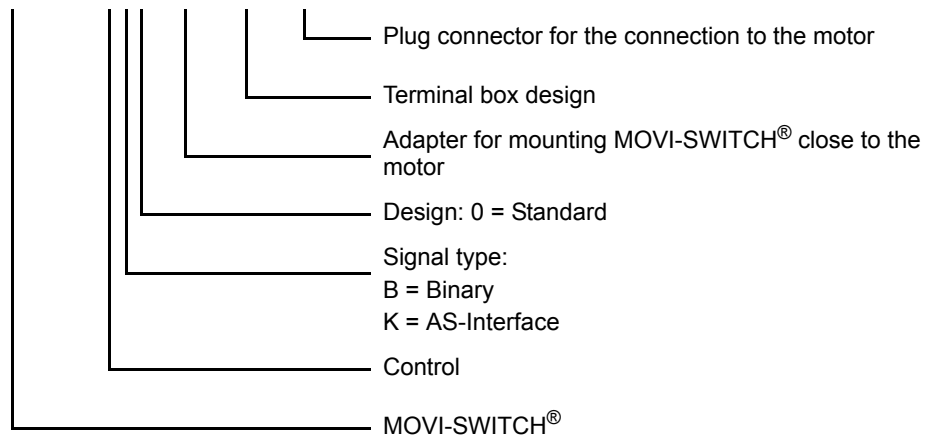 Plug connector for the connection to the motor
Terminal box design
Adapter for mounting MOVI-SWITCH® close to the
motor
Design: 0 = Standard
Signal type:
B = Binary
K = AS-Interface
Control
MOVI-SWITCH®